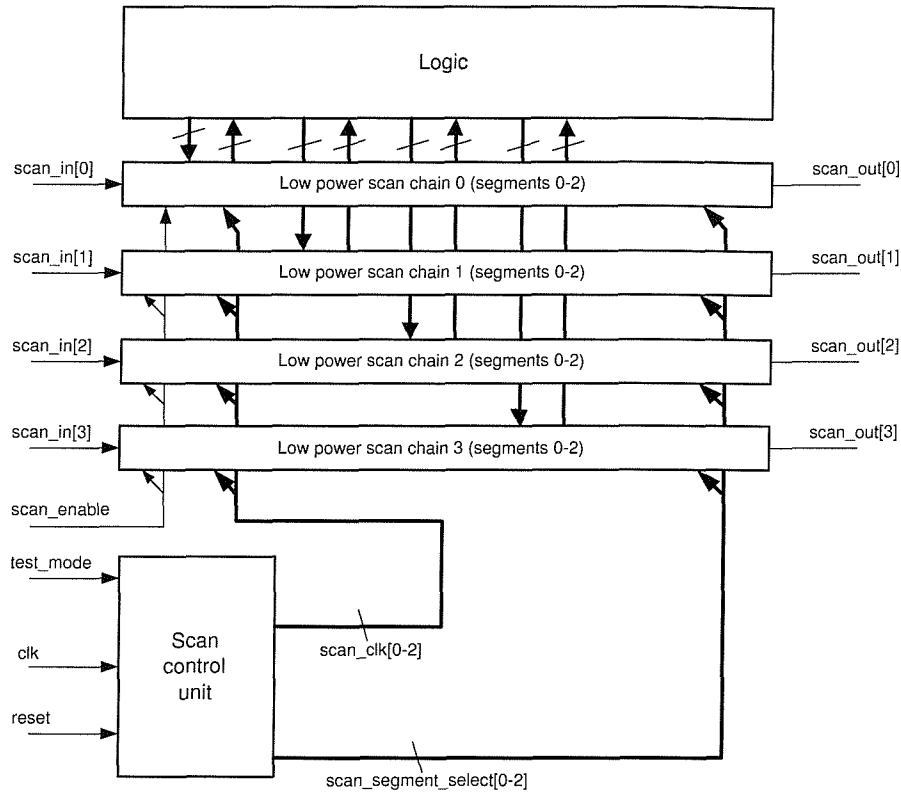 Logic
scan_in[0]
Low power scan chain 0 (segments 0-2)
scan_out[0]
scan_in[1]
Low power scan chain 1 (segments 0-2)
scan_out[1]
scan_in[2]
Low power scan chain 2 (segments 0-2)
scan_out[2]
scan_in[3]
Low power scan chain 3 (segments 0-2)
scan_out[3]
scan_enable
test_mode
clk
reset
Scan
control
unit
scan_clk[0-2]
scan_segment_select[0-2]